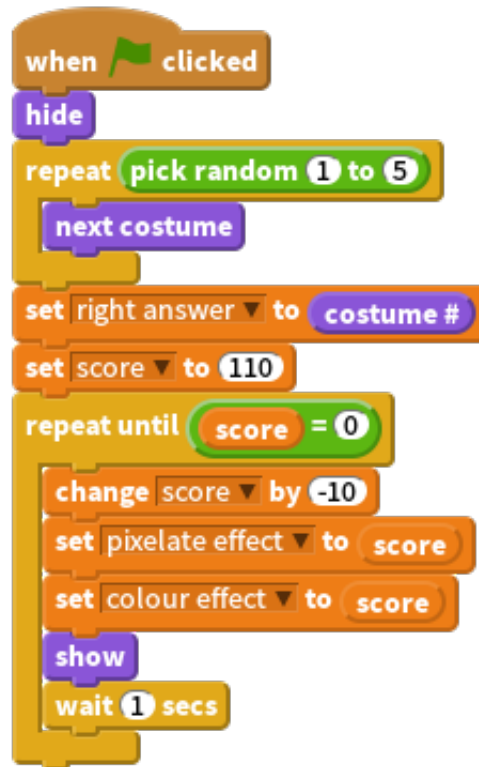 when clicked
hide
repeat pick random 1 to 5
next costume
set right answer ▼ to costume #
set score ▼ to 110
repeat until score = 0
change score ▼ by -10
set pixelate effect ▼ to score
set colour effect ▼ to score
show
wait 1 secs